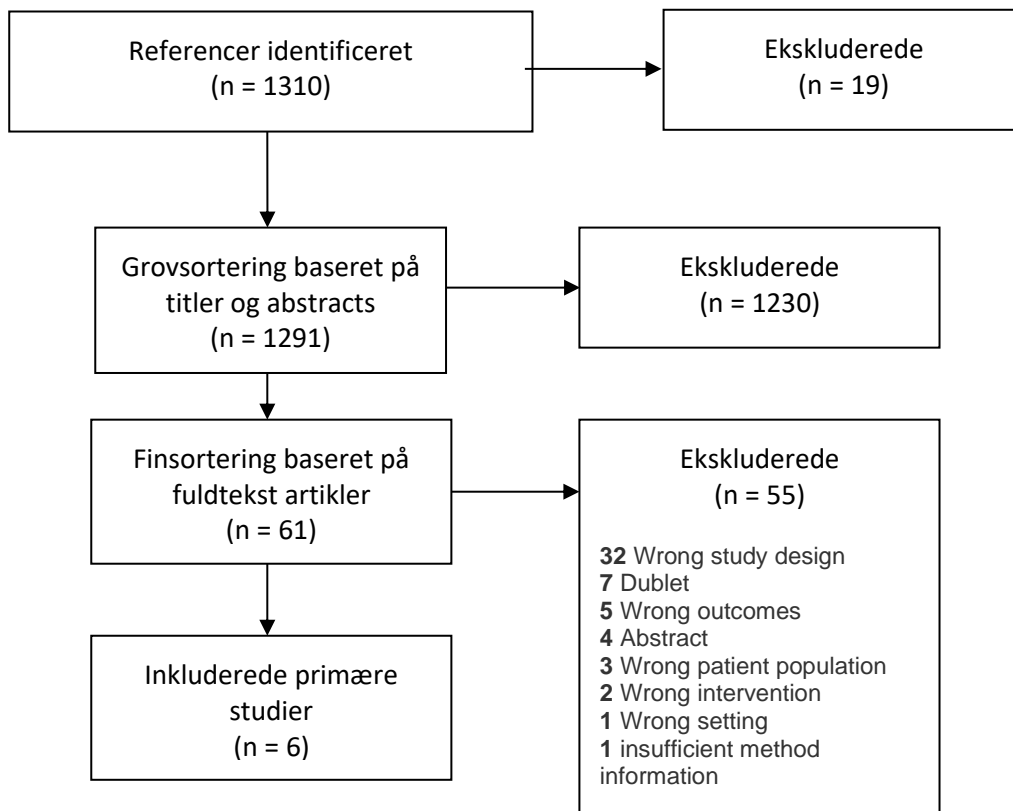 Referencer identificeret
(n = 1310)
Ekskluderede
(n = 19)
Grovsortering baseret på
titler og abstracts
(n = 1291)
Ekskluderede
(n = 1230)
Finsortering baseret på
fuldtekst artikler
(n = 61)
Ekskluderede
(n = 55)
32 Wrong study design
7 Dublet
5 Wrong outcomes
4 Abstract
3 Wrong patient population
2 Wrong intervention
1 Wrong setting
1 insufficient method
information
Inkluderede primære
studier
(n = 6)